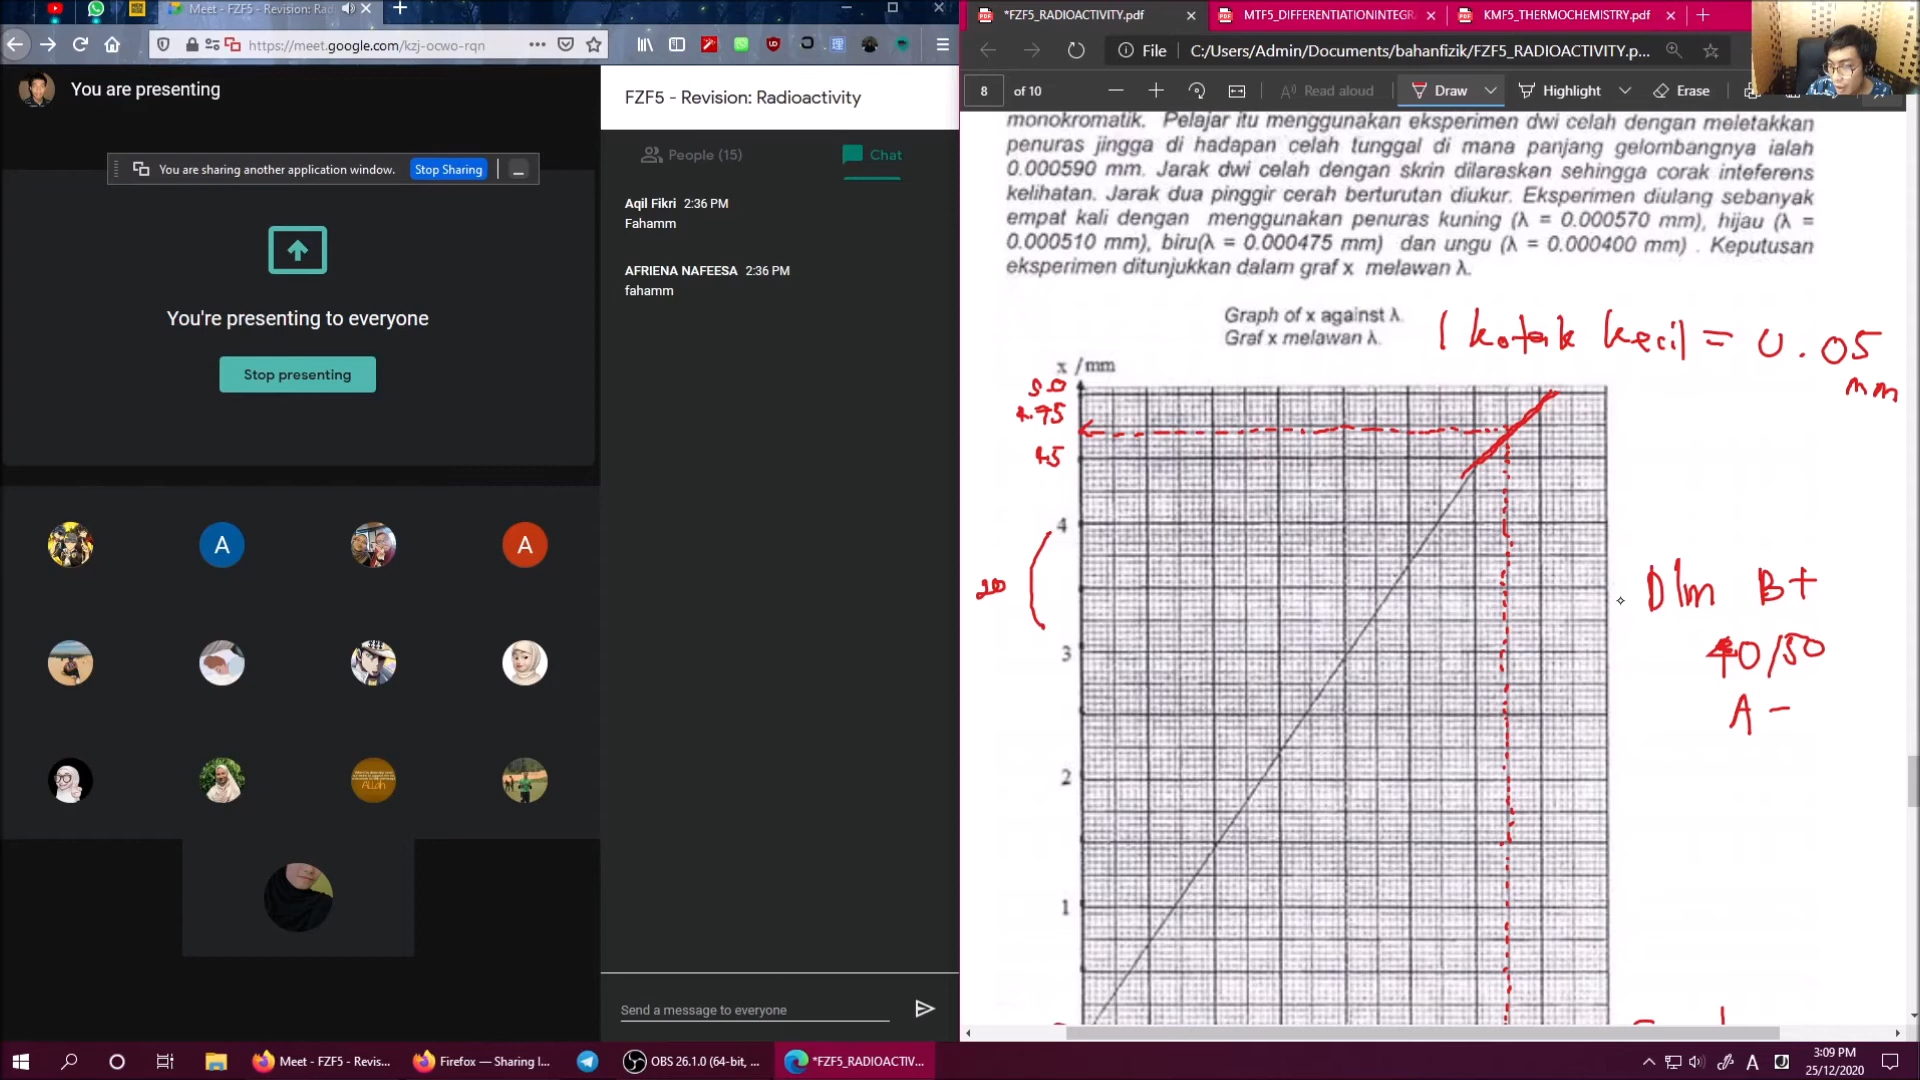 Meet - FZF5 - Revision: Rad
https://meet.google.com/kzj-ocwo-rqn
You are presenting
You are sharing another application window.
Stop Sharing
You're presenting to everyone
Stop presenting
A
A
FZF5 - Revision: Radioactivity
People (15)
Chat
Aqil Fikri 2:36 PM
Fahamm
AFRIENA NAFEESA 2:36 PM
fahamm
Send a message to everyone
*FZF5_RADIOACTIVITY.pdf
MTF5_DIFFERENTIATIONINTEGRA
KMF5_THERMOCHEMISTRY.pdf
File
C:/Users/Admin/Documents/bahanfizik/FZF5_RADIOACTIVITY.p...
8 of 10
Read aloud
Draw
Highlight
Erase
monokromatik. Pelajar itu menggunakan eksperimen dwi celah dengan meletakkan
penuras jingga di hadapan celah tunggal di mana panjang gelombangnya ialah
0.000590 mm. Jarak dwi celah dengan skrin dilaraskan sehingga corak inteferens
kelihatan. Jarak dua pinggir cerah berturutan diukur. Eksperimen diulang sebanyak
empat kali dengan menggunakan penuras kuning (λ = 0.000570 mm), hijau (λ =
0.000510 mm), biru(λ = 0.000475 mm) dan ungu (λ = 0.000400 mm) . Keputusan
eksperimen ditunjukkan dalam graf x melawan λ.
Graph of x against λ.
Graf x melawan λ.
1 kotak kecil = 0.05
mm
x /mm
5.0
4.75
4.5
4
20
3
2
1
Dlm B+
40/50
A -
Meet - FZF5 - Revis...
Firefox — Sharing I...
OBS 26.1.0 (64-bit, ...
*FZF5_RADIOACTIV...
A
3:09 PM
25/12/2020